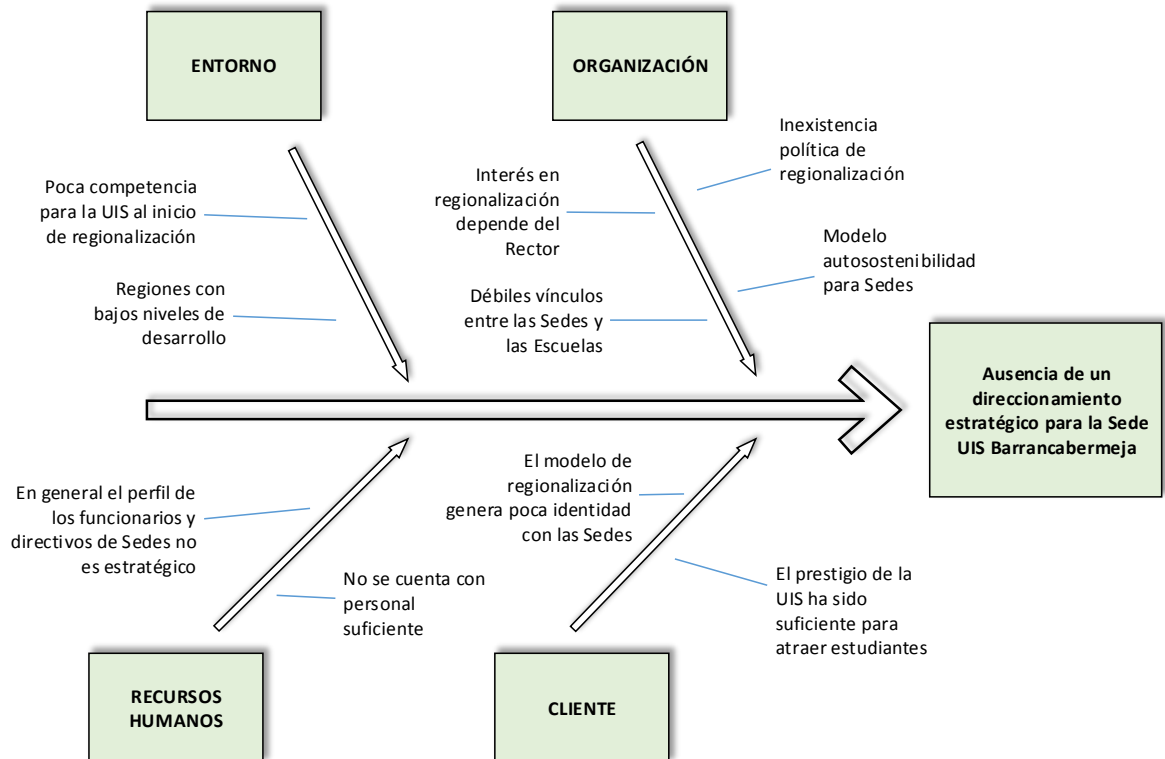 ENTORNO
ORGANIZACIÓN
Poca competencia
para la UIS al inicio
de regionalización
Regiones con
bajos niveles de
desarrollo
Interés en
regionalización
depende del
Rector
Débiles vínculos
entre las Sedes y
las Escuelas
Inexistencia
política de
regionalización
Modelo
autosostenibilidad
para Sedes
Ausencia de un
direccionamiento
estratégico para la Sede
UIS Barrancabermeja
En general el perfil de
los funcionarios y
directivos de Sedes no
es estratégico
No se cuenta con
personal
suficiente
El modelo de
regionalización
genera poca identidad
con las Sedes
El prestigio de la
UIS ha sido
suficiente para
atraer estudiantes
RECURSOS
HUMANOS
CLIENTE